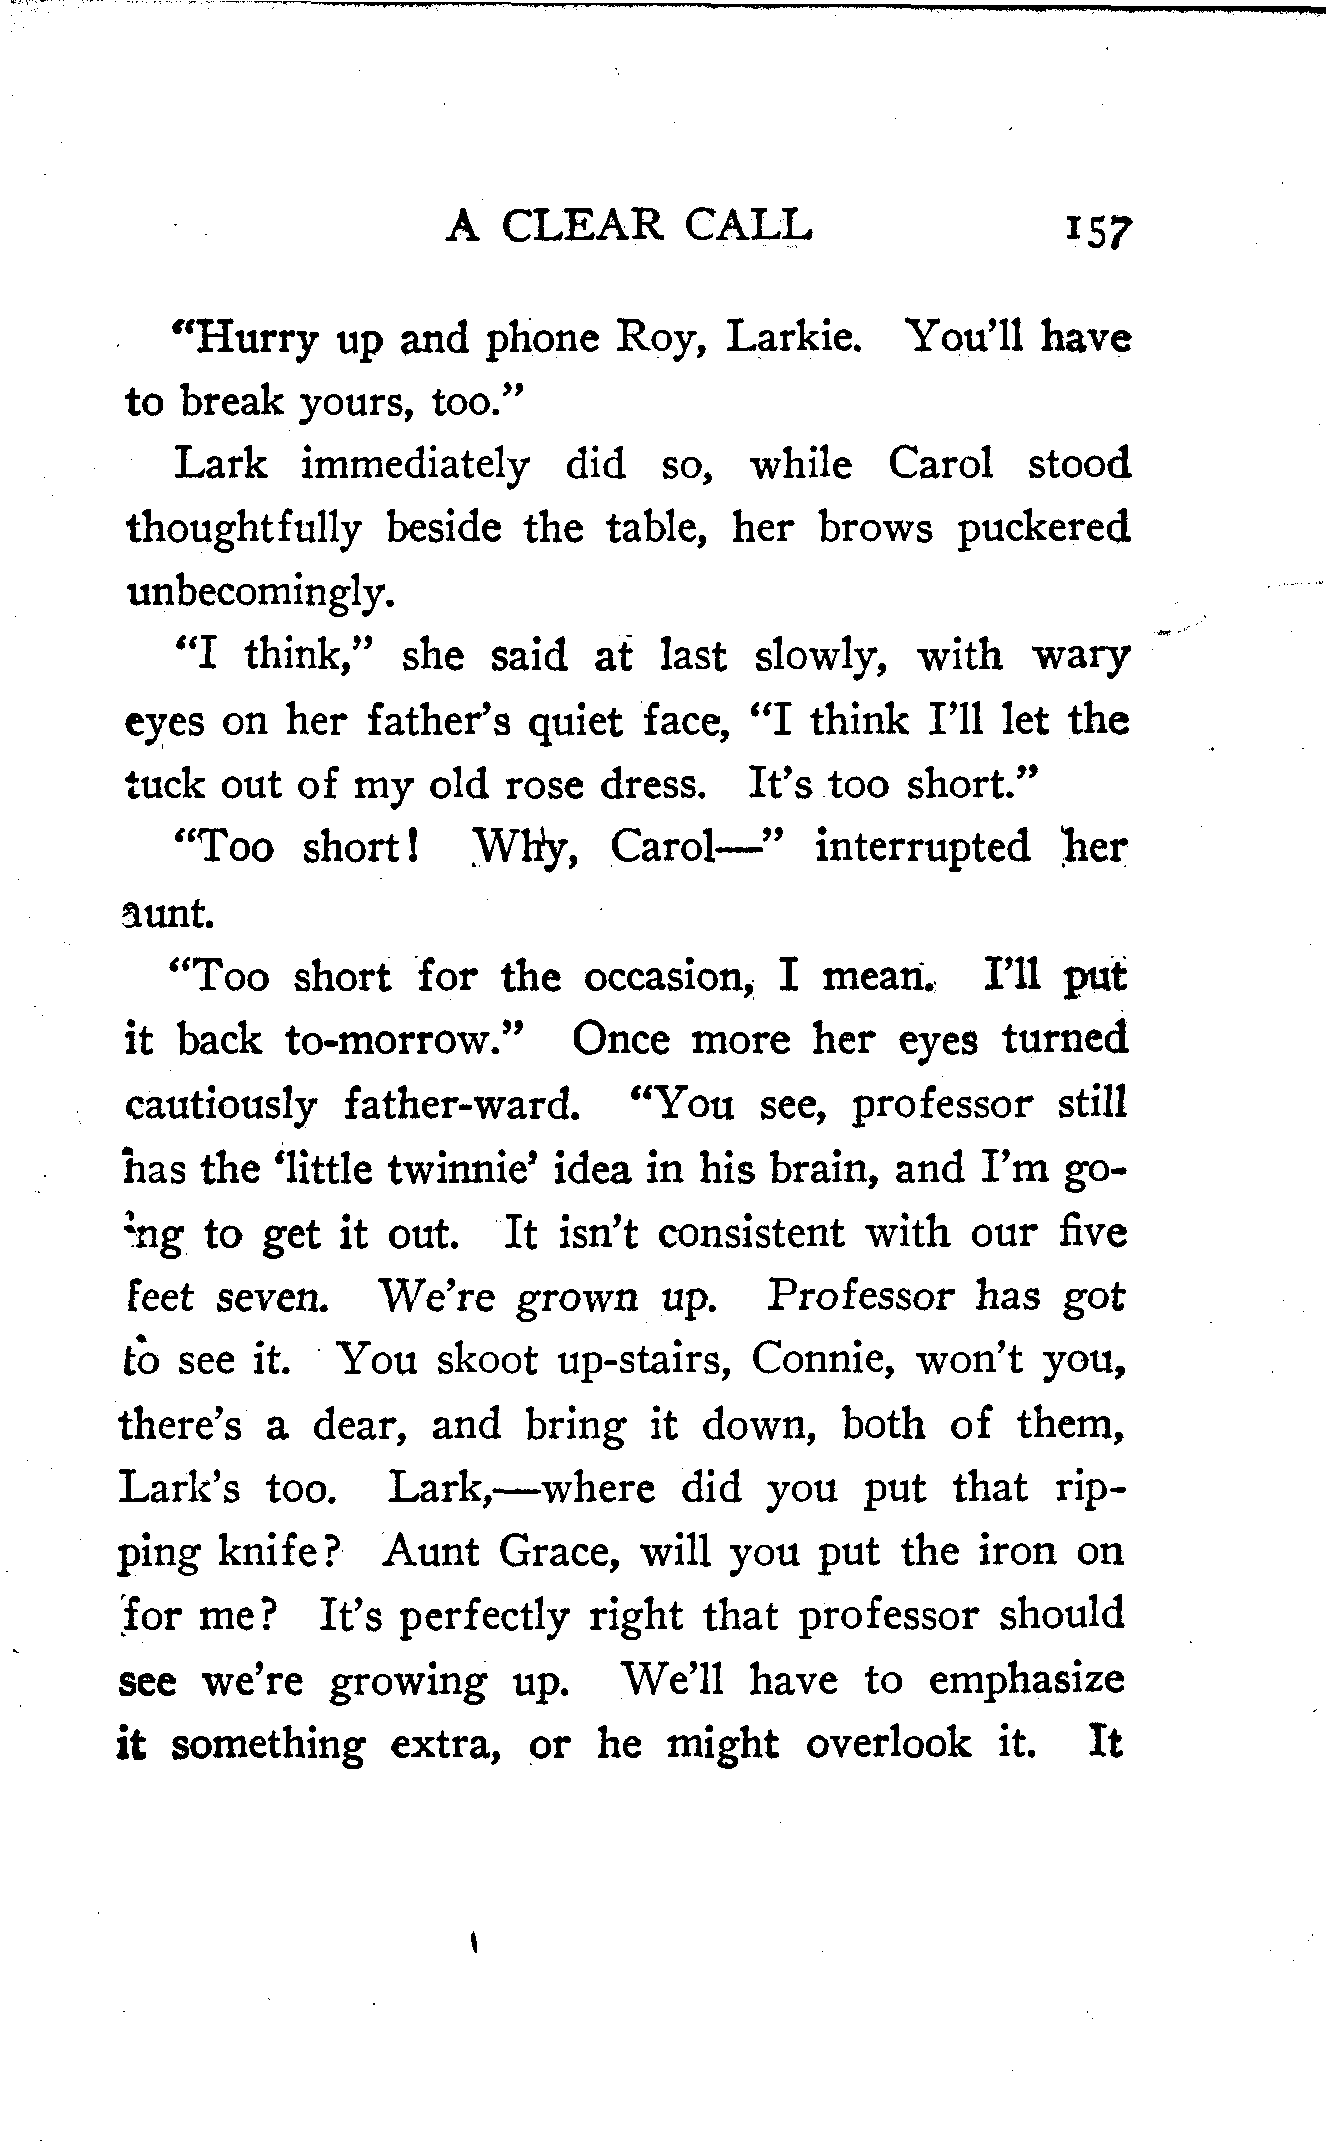 A CLEAR CALL 157
"Hurry up and phone Roy, Larkie. You'll have
to break yours, too."
Lark immediately did so, while Carol stood
thoughtfully beside the table, her brows puckered
unbecomingly.
"I think," she said at last slowly, with wary
eyes on her father's quiet face, "I think I'll let the
tuck out of my old rose dress. It's too short."
"Too short! Why, Carol—" interrupted her
aunt.
"Too short for the occasion, I mean. I'll put
it back to-morrow." Once more her eyes turned
cautiously father-ward. "You see, professor still
has the 'little twinnie' idea in his brain, and I'm go-
ing to get it out. It isn't consistent with our five
feet seven. We're grown up. Professor has got
to see it. You skoot up-stairs, Connie, won't you,
there's a dear, and bring it down, both of them,
Lark's too. Lark,—where did you put that rip-
ping knife? Aunt Grace, will you put the iron on
for me? It's perfectly right that professor should
see we're growing up. We'll have to emphasize
it something extra, or he might overlook it. It